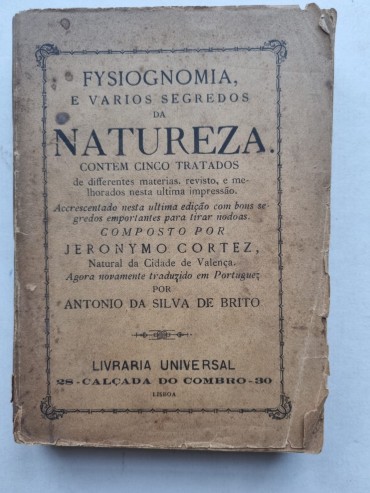 FYSIOGNOMIA,
E VARIOS SEGREDOS
DA
NATUREZA.
CONTEM CINCO TRATADOS
de differentes materias, revisto, e me-
lhorados nesta ultima impressão.
Accrescentado nesta ultima edição com bons se-
gredos emportantes para tirar nodoas.
COMPOSTO POR
JERONYMO CORTEZ,
Natural da Cidade de Valença.
Agora novamente traduzido em Portuguez
POR
ANTONIO DA SILVA DE BRITO
LIVRARIA UNIVERSAL
28-CALÇADA DO COMBRO-30
LISBOA